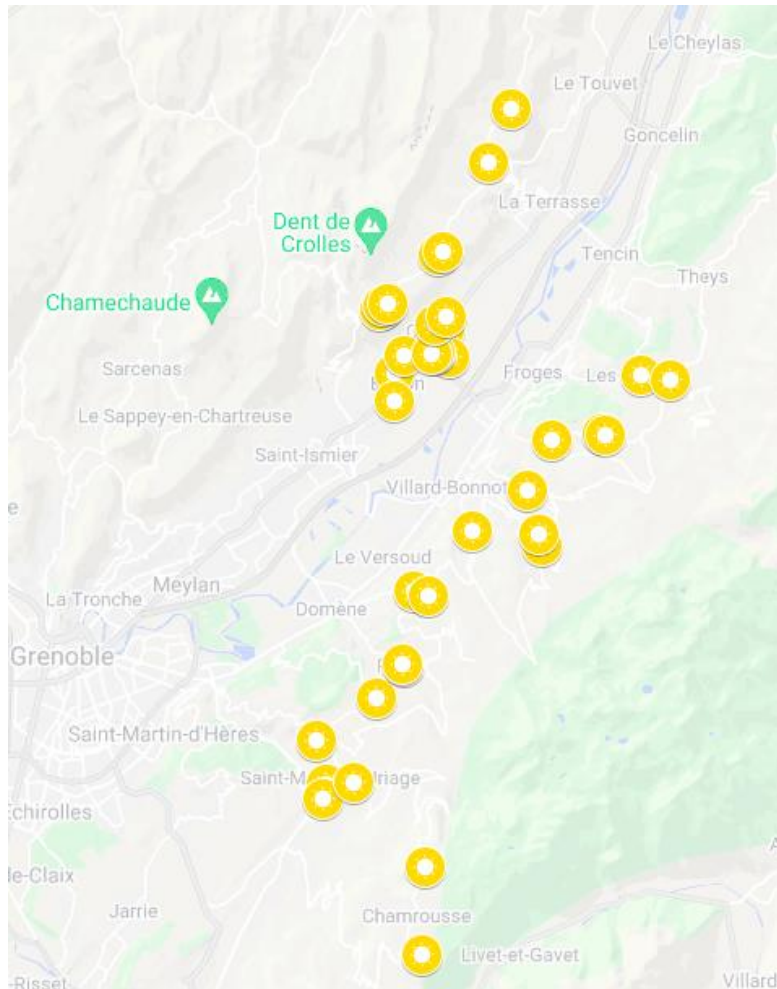 Le Cheylas
Le Touvet
Goncelin
La Terrasse
Dent de
Crolles
Tencin
Theys
Chamechaude
Sarcenas
Froges
Les
Le Sappey-en-Chartreuse
Saint-Ismier
Villard-Bonnot
e
Le Versoud
Meylan
La Tronche
Domène
Grenoble
Saint-Martin-d'Hères
Saint-M
riage
Échirolles
le-Claix
Jarrie
Chamrousse
Livet-et-Gavet
-Risset
Villard